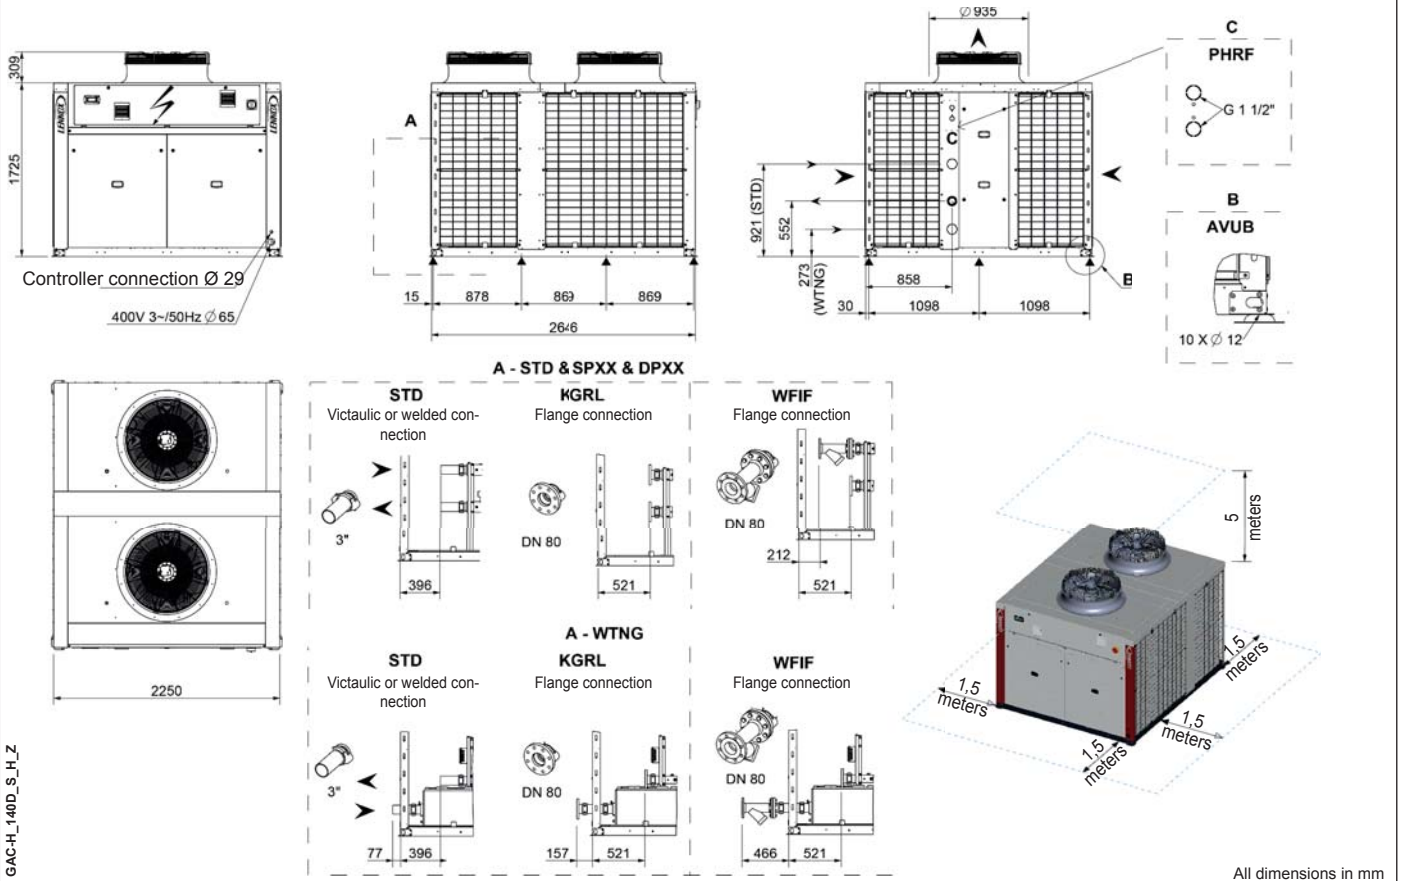 Ø 935
C
PHRF
G 1 1/2"
309
1725
LENNOX
LENNOX
A
C
921 (STD)
552
273
(WTNG)
B
AVUB
10 X Ø 12
B
Controller connection Ø 29
400V 3~/50Hz Ø 65
15
878
869
869
2646
858
30
1098
1098
A - STD & SPXX & DPXX
STD
Victaulic or welded con-
nection
3"
396
KGRL
Flange connection
DN 80
521
WFIF
Flange connection
DN 80
212
521
5
meters
2250
A - WTNG
STD
Victaulic or welded con-
nection
3"
77
396
KGRL
Flange connection
DN 80
157
521
WFIF
Flange connection
DN 80
466
521
1,5
meters
1,5
meters
1,5
meters
1,5
meters
GAC-H_140D_S_H_Z
All dimensions in mm